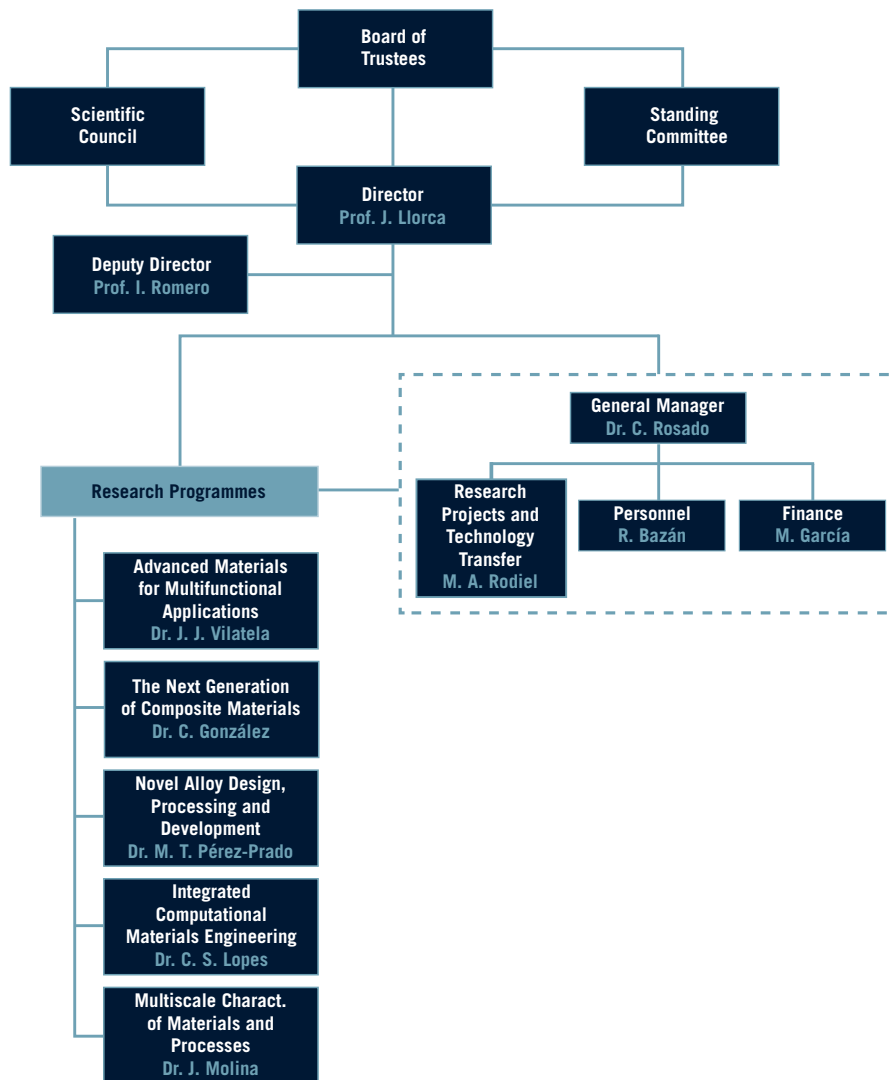 Board of
Trustees
Scientific
Council
Standing
Committee
Director
Prof. J. Llorca
Deputy Director
Prof. I. Romero
General Manager
Dr. C. Rosado
Research Programmes
Research
Projects and
Technology
Transfer
M. A. Rodiel
Personnel
R. Bazán
Finance
M. García
Advanced Materials
for Multifunctional
Applications
Dr. J. J. Vilatela
The Next Generation
of Composite Materials
Dr. C. González
Novel Alloy Design,
Processing and
Development
Dr. M. T. Pérez-Prado
Integrated
Computational
Materials Engineering
Dr. C. S. Lopes
Multiscale Charact.
of Materials and
Processes
Dr. J. Molina